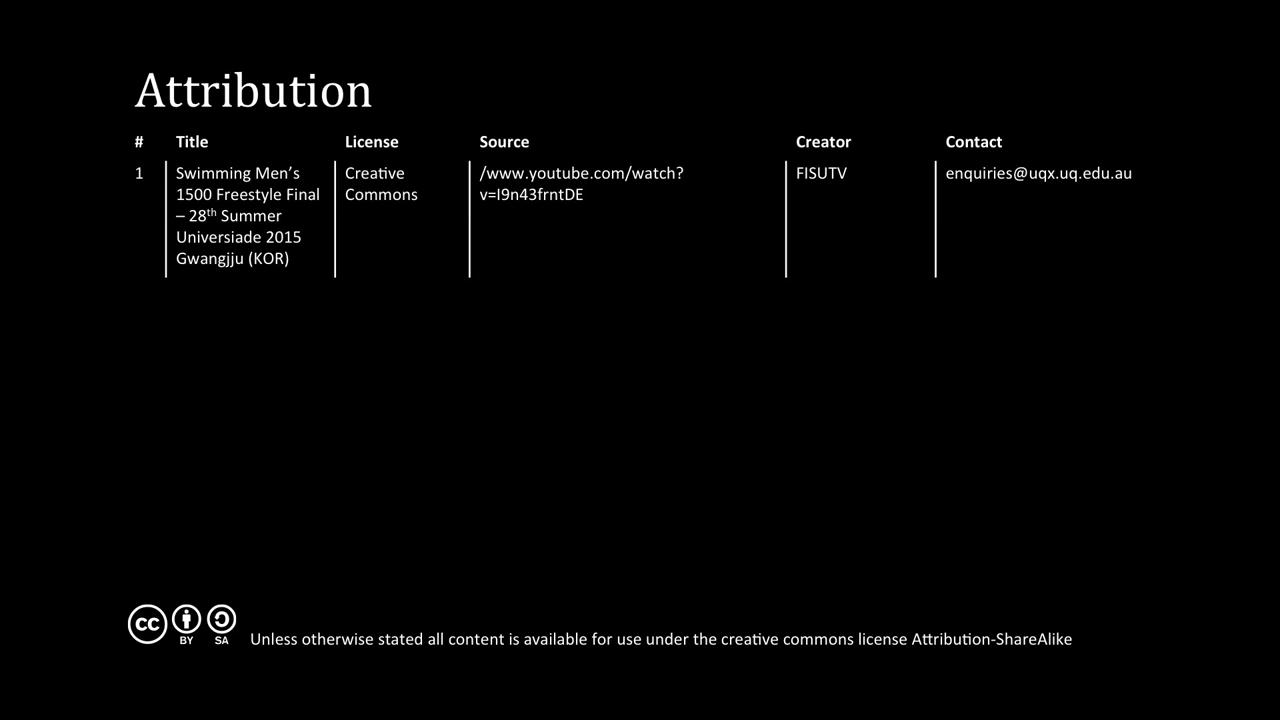 Attribution
# Title License Source Creator Contact
1 Swimming Men’s Creative /www.youtube.com/watch? FISUTV enquiries@uqx.uq.edu.au
1500 Freestyle Final Commons v=I9n43frntDE
– 28th Summer
Universiade 2015
Gwangjju (KOR)
cc BY SA Unless otherwise stated all content is available for use under the creative commons license Attribution-ShareAlike